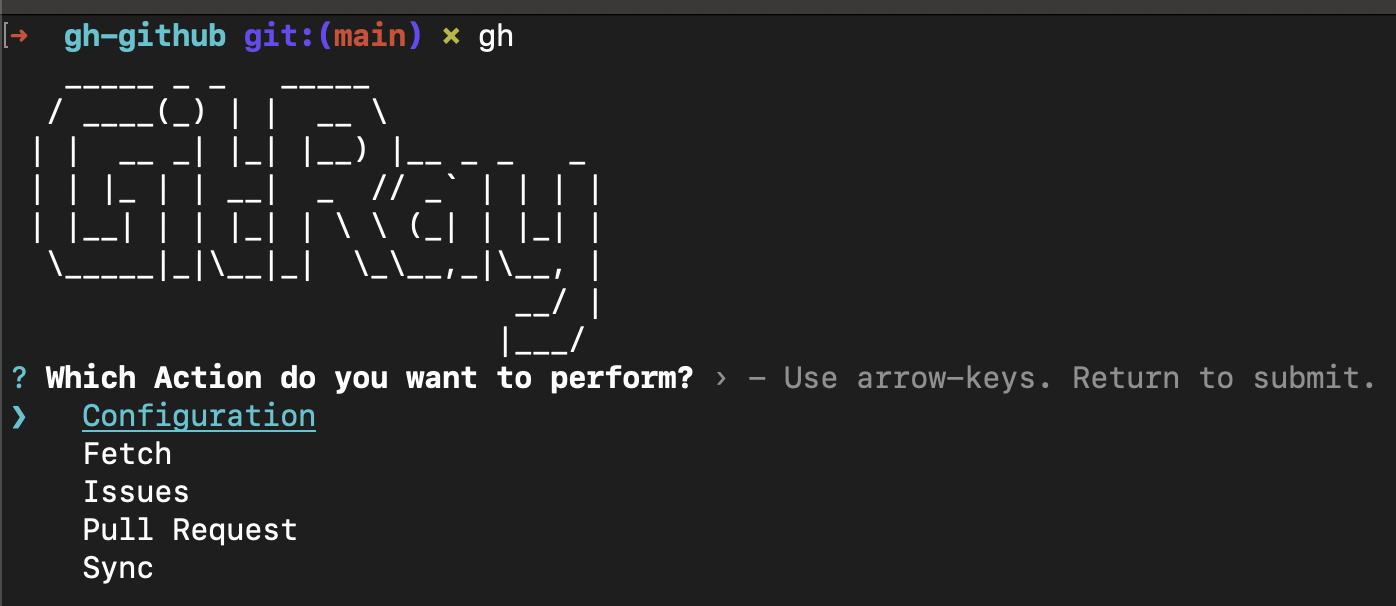 [➜  gh-github git:(main) ✗ gh
   _____ _ _   _____
  / ____(_) | |  __ \
 | |  __ _| |_| |__) |__ _ _   _
 | | |_ | | __|  _  // _` | | | |
 | |__| | | |_| | \ \ (_| | |_| |
  \_____|_|\__|_|  \_\__,_|\__, |
                            __/ |
                           |___/
? Which Action do you want to perform? › – Use arrow-keys. Return to submit.
❯   Configuration
    Fetch
    Issues
    Pull Request
    Sync